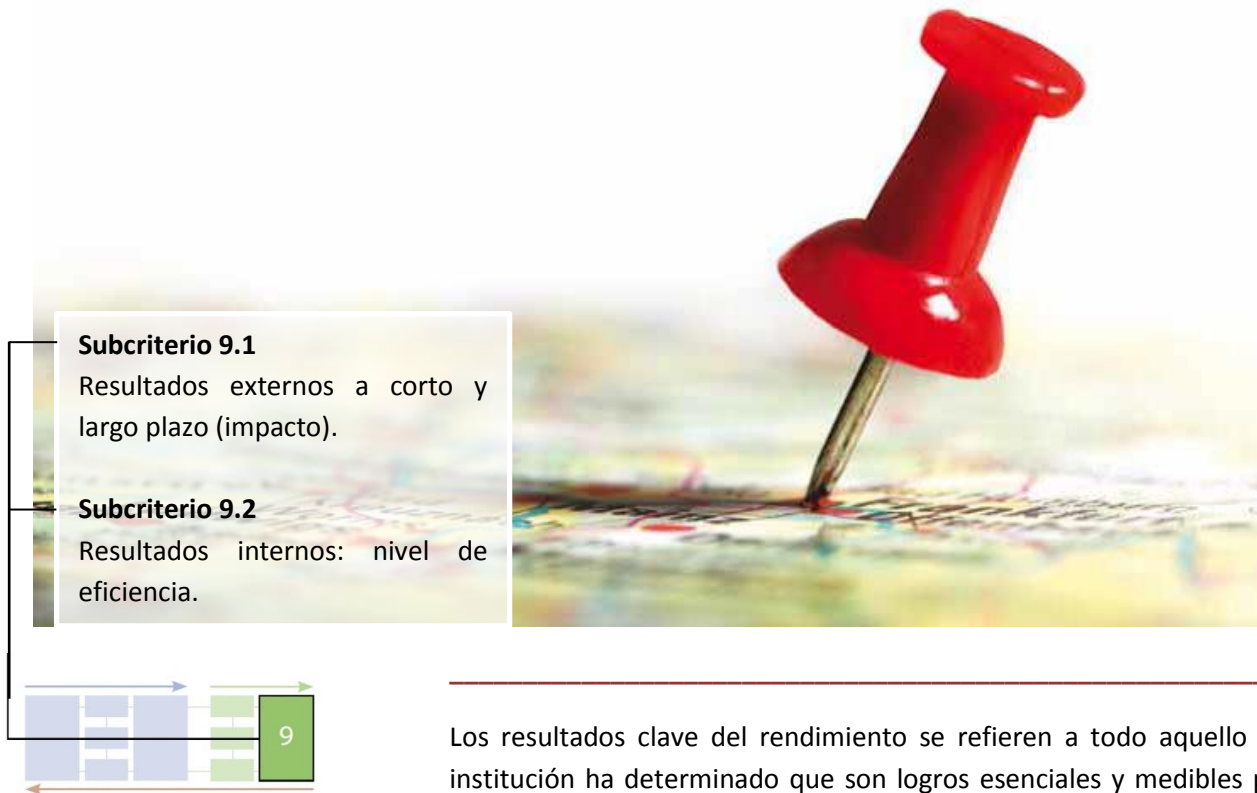 Subcriterio 9.1
Resultados externos a corto y
largo plazo (impacto).
Subcriterio 9.2
Resultados internos: nivel de
eficiencia.
9
Los resultados clave del rendimiento se refieren a todo aquello
institución ha determinado que son logros esenciales y medibles